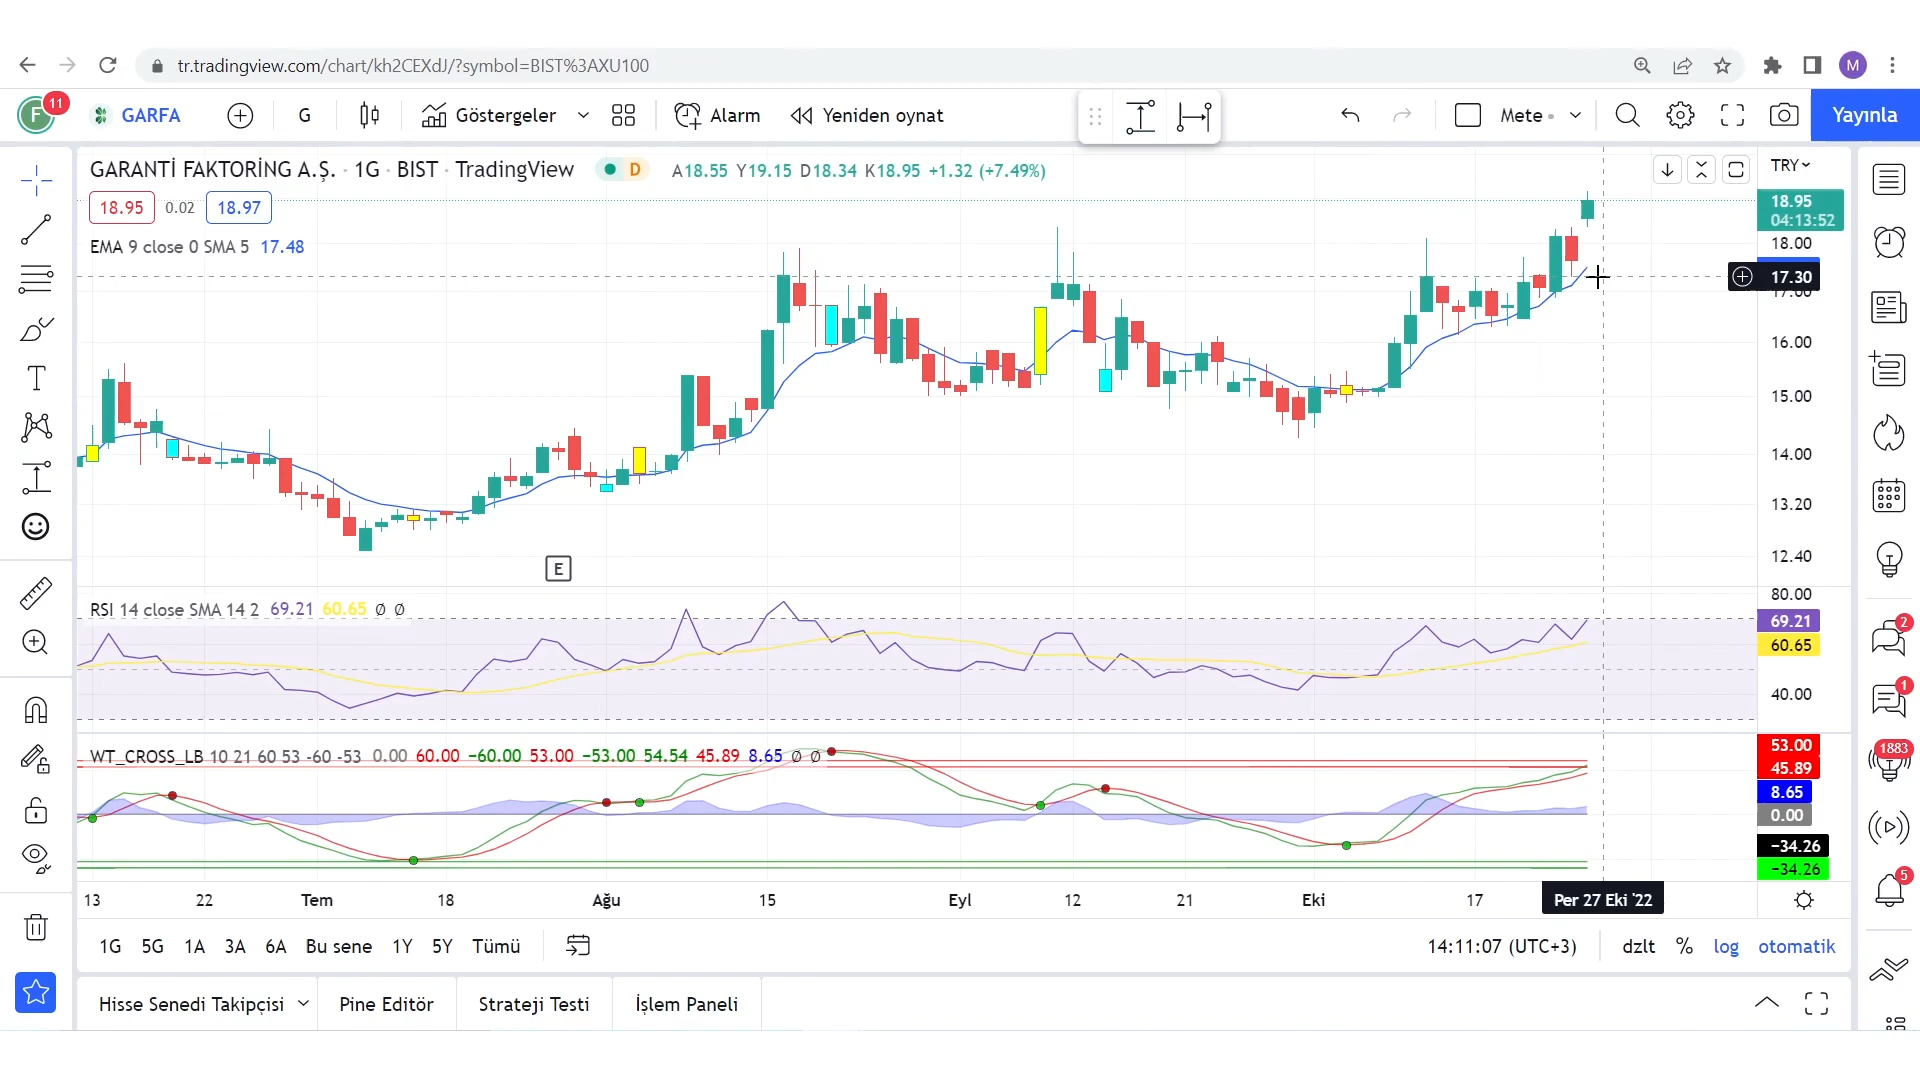 tr.tradingview.com/chart/kh2CEXdJ/?symbol=BIST%3AXU100
M
F 11 GARFA G Göstergeler Alarm Yeniden oynat Mete Yayınla
GARANTİ FAKTORİNG A.Ş. · 1G · BIST · TradingView D A18.55 Y19.15 D18.34 K18.95 +1.32 (+7.49%)
TRY
18.95 0.02 18.97
EMA 9 close 0 SMA 5 17.48
18.95
04:13:52
18.00
17.30
17.00
16.00
15.00
14.00
13.20
12.40
E
RSI 14 close SMA 14 2 69.21 60.65 Ø Ø
80.00
69.21
60.65
40.00
WT_CROSS_LB 10 21 60 53 -60 -53 0.00 60.00 −60.00 53.00 −53.00 54.54 45.89 8.65 Ø Ø
53.00
45.89
8.65
0.00
−34.26
−34.26
13 22 Tem 18 Ağu 15 Eyl 12 21 Eki 17 Per 27 Eki '22
1G 5G 1A 3A 6A Bu sene 1Y 5Y Tümü 14:11:07 (UTC+3) dzlt % log otomatik
Hisse Senedi Takipçisi Pine Editör Strateji Testi İşlem Paneli
2
1
1883
5